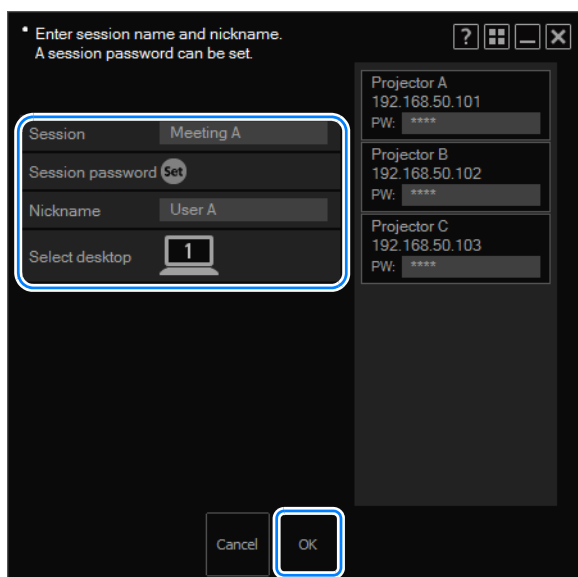 • Enter session name and nickname.
A session password can be set.
?
Session Meeting A
Session password Set
Nickname User A
Select desktop 1
Projector A
192.168.50.101
PW: ****
Projector B
192.168.50.102
PW: ****
Projector C
192.168.50.103
PW: ****
Cancel OK